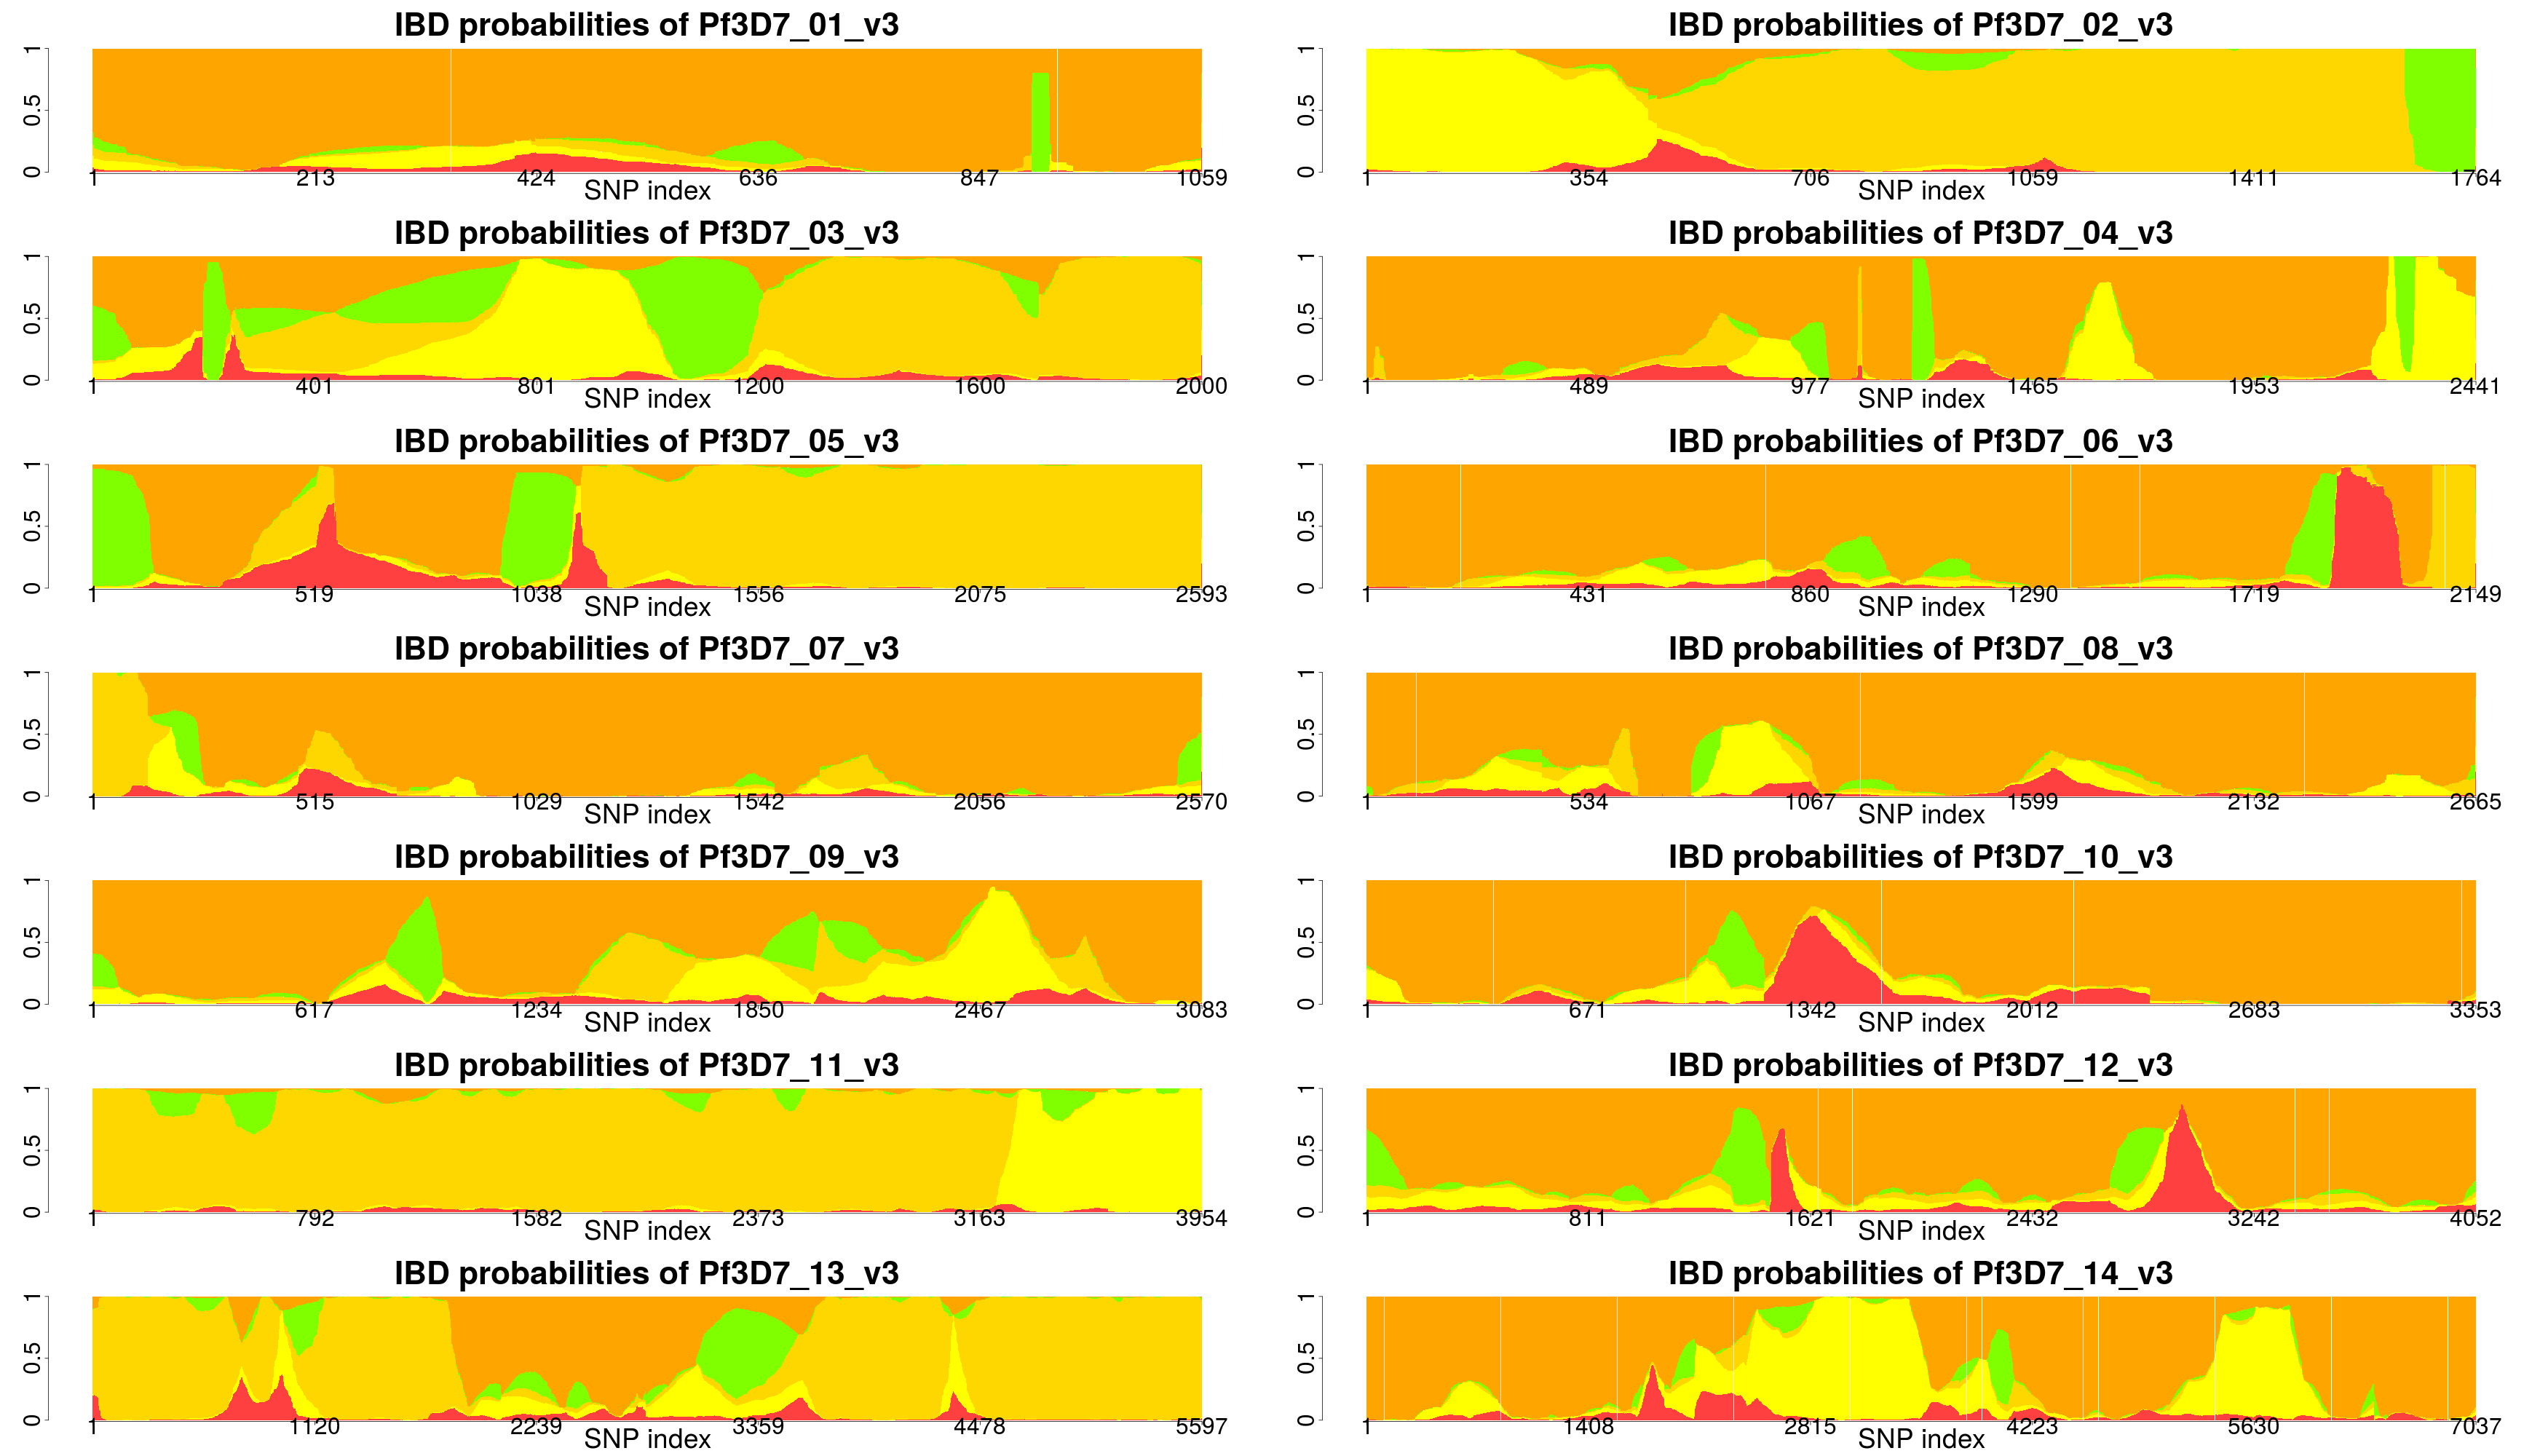 IBD probabilities of Pf3D7_01_v3
0 0.5 1
1 213 424 636 847 1059
SNP index
IBD probabilities of Pf3D7_02_v3
0 0.5 1
1 354 706 1059 1411 1764
SNP index
IBD probabilities of Pf3D7_03_v3
0 0.5 1
1 401 801 1200 1600 2000
SNP index
IBD probabilities of Pf3D7_04_v3
0 0.5 1
1 489 977 1465 1953 2441
SNP index
IBD probabilities of Pf3D7_05_v3
0 0.5 1
1 519 1038 1556 2075 2593
SNP index
IBD probabilities of Pf3D7_06_v3
0 0.5 1
1 431 860 1290 1719 2149
SNP index
IBD probabilities of Pf3D7_07_v3
0 0.5 1
1 515 1029 1542 2056 2570
SNP index
IBD probabilities of Pf3D7_08_v3
0 0.5 1
1 534 1067 1599 2132 2665
SNP index
IBD probabilities of Pf3D7_09_v3
0 0.5 1
1 617 1234 1850 2467 3083
SNP index
IBD probabilities of Pf3D7_10_v3
0 0.5 1
1 671 1342 2012 2683 3353
SNP index
IBD probabilities of Pf3D7_11_v3
0 0.5 1
1 792 1582 2373 3163 3954
SNP index
IBD probabilities of Pf3D7_12_v3
0 0.5 1
1 811 1621 2432 3242 4052
SNP index
IBD probabilities of Pf3D7_13_v3
0 0.5 1
1 1120 2239 3359 4478 5597
SNP index
IBD probabilities of Pf3D7_14_v3
0 0.5 1
1 1408 2815 4223 5630 7037
SNP index